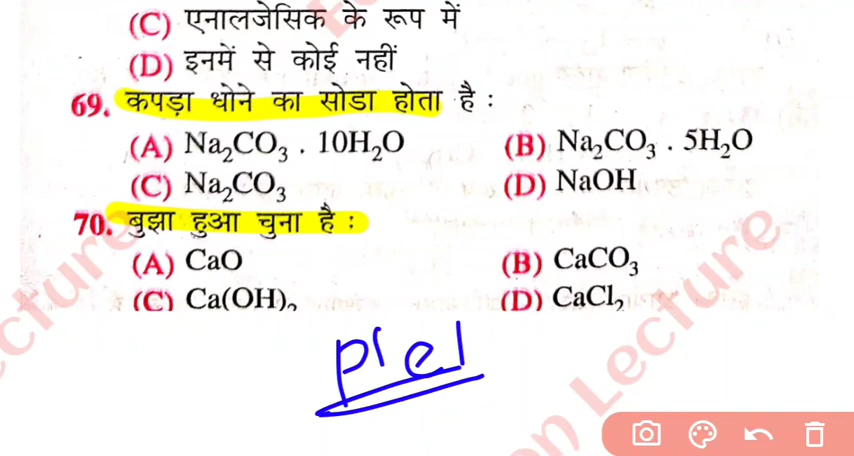 (C) एनालजेसिक के रूप में
(D) इनमें से कोई नहीं
69. कपड़ा धोने का सोडा होता है :
(A) Na₂CO₃ . 10H₂O (B) Na₂CO₃ . 5H₂O
(C) Na₂CO₃ (D) NaOH
70. बुझा हुआ चुना है :
(A) CaO (B) CaCO₃
(C) Ca(OH)₂ (D) CaCl₂
Lecture